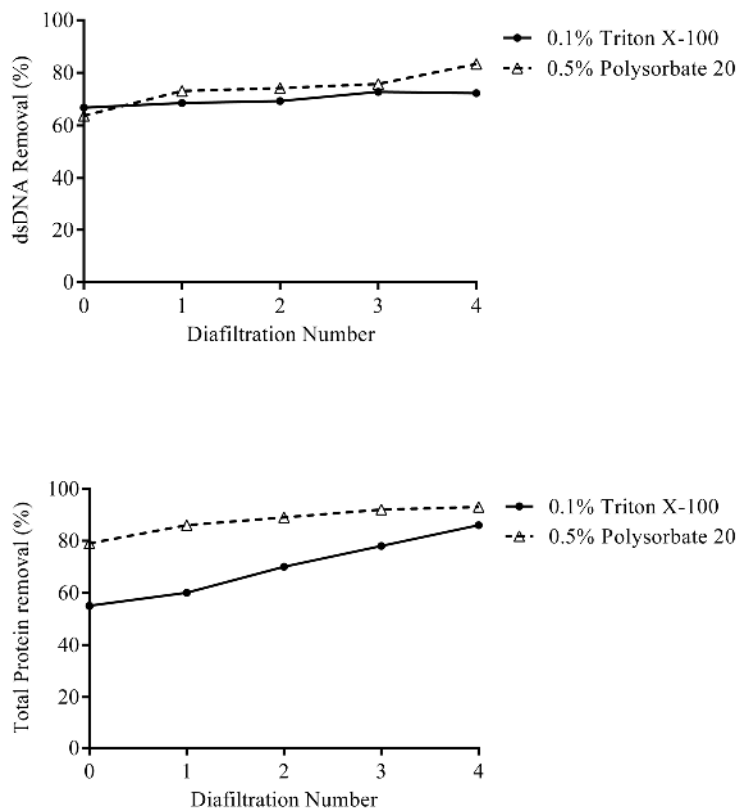 100
80
60
40
20
0
dsDNA Removal (%)
0 1 2 3 4
Diafiltration Number
0.1% Triton X-100
0.5% Polysorbate 20
100
80
60
40
20
0
Total Protein removal (%)
0 1 2 3 4
Diafiltration Number
0.1% Triton X-100
0.5% Polysorbate 20